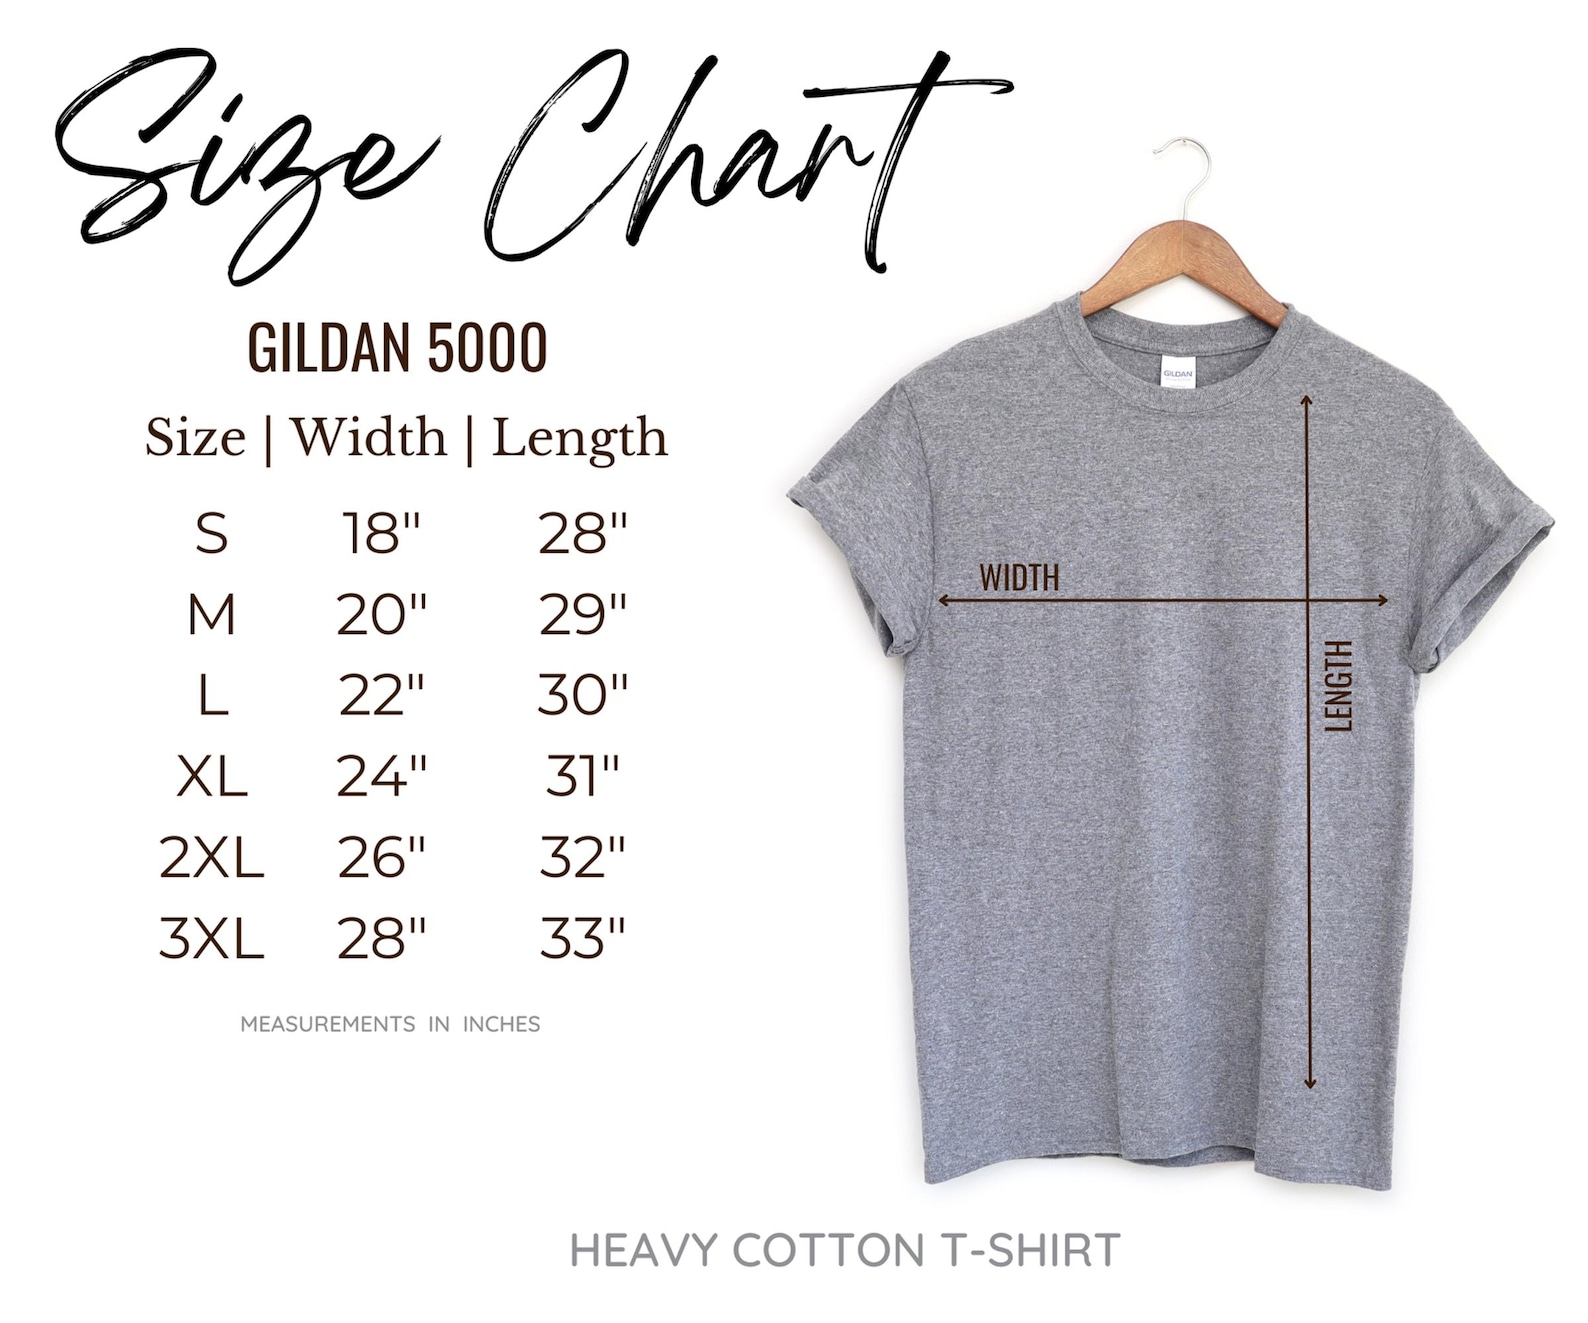 Size Chart
GILDAN 5000
Size | Width | Length
S 18" 28"
M 20" 29"
L 22" 30"
XL 24" 31"
2XL 26" 32"
3XL 28" 33"
MEASUREMENTS IN INCHES
GILDAN
WIDTH
LENGTH
HEAVY COTTON T-SHIRT